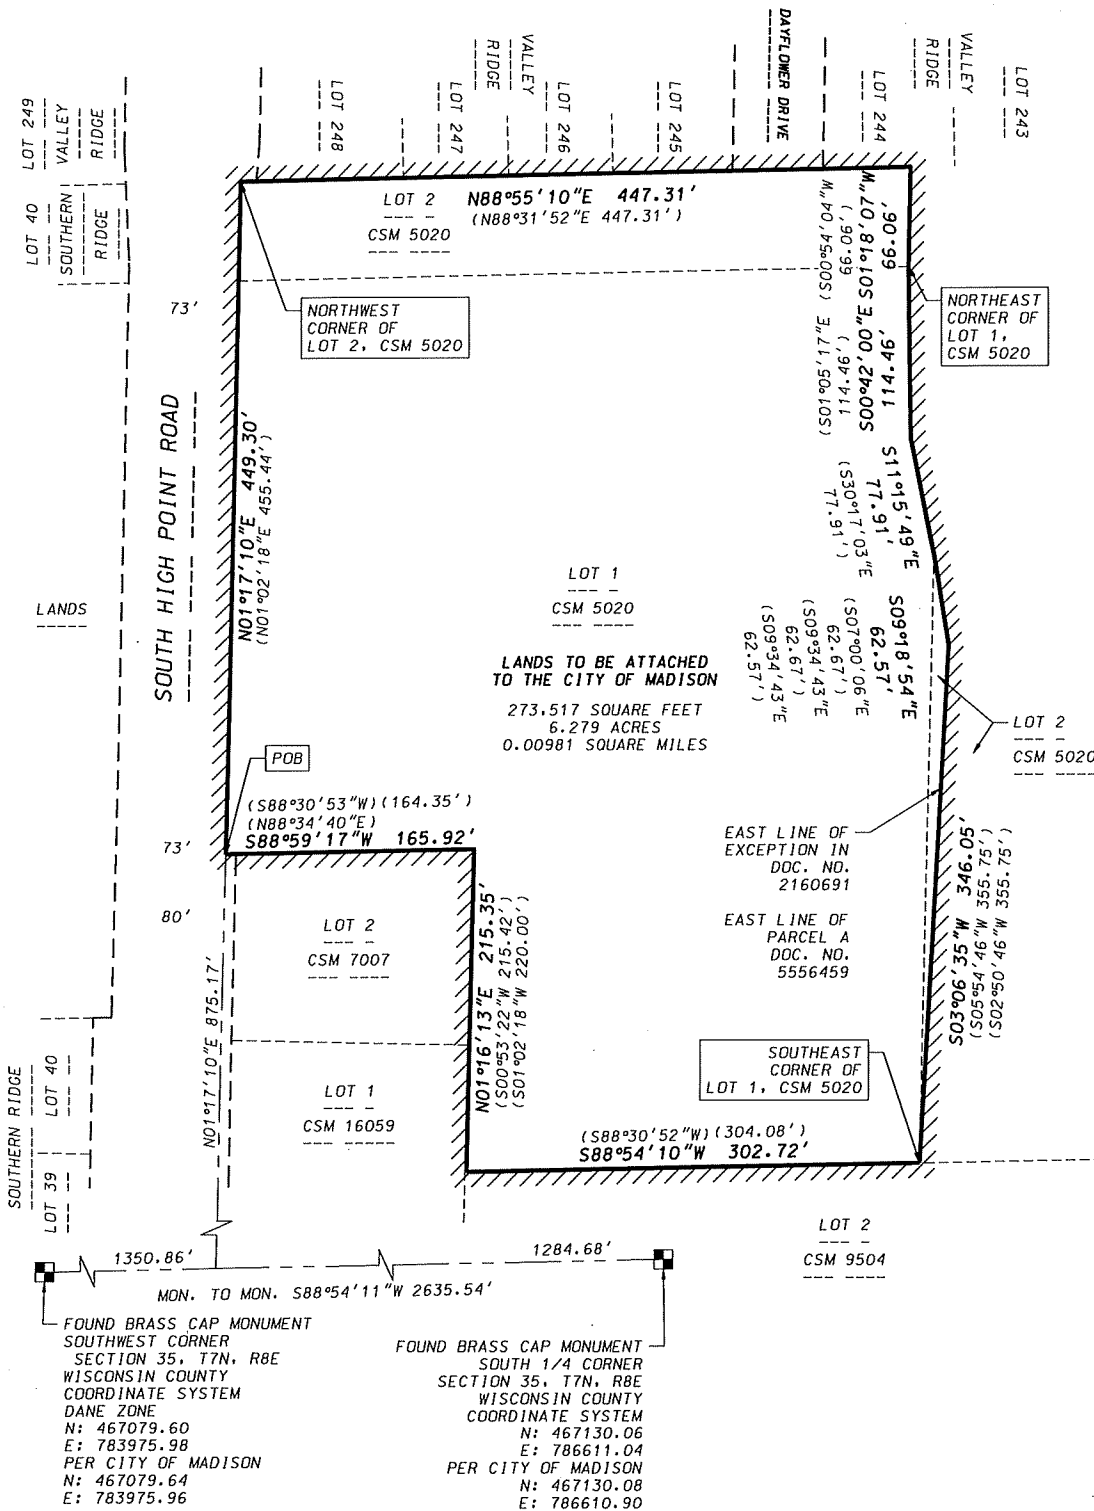 LOT 249
VALLEY
RIDGE
LOT 40
SOUTHERN
RIDGE
LOT 248
LOT 247
VALLEY
RIDGE
LOT 246
LOT 245
DAYFLOWER DRIVE
LOT 244
VALLEY
RIDGE
LOT 243
LOT 2
CSM 5020
N88°55'10"E 447.31'
(N88°31'52"E 447.31')
S01°18'07"W
66.06'
(S00°54'04"W
66.06')
S00°42'00"E
114.46'
(S01°05'17"E
114.46')
NORTHWEST
CORNER OF
LOT 2, CSM 5020
NORTHEAST
CORNER OF
LOT 1,
CSM 5020
73'
SOUTH HIGH POINT ROAD
N01°17'10"E 449.30'
(N01°02'18"E 455.44')
S11°15'49"E
77.91'
(S30°17'03"E
77.91')
LANDS
LOT 1
CSM 5020
LANDS TO BE ATTACHED
TO THE CITY OF MADISON
273,517 SQUARE FEET
6.279 ACRES
0.00981 SQUARE MILES
S09°18'54"E
62.57'
(S07°00'06"E
62.67')
(S09°34'43"E
62.67')
(S09°34'43"E
62.57')
LOT 2
CSM 5020
POB
(S88°30'53"W)(164.35')
(N88°34'40"E)
S88°59'17"W 165.92'
73'
80'
EAST LINE OF
EXCEPTION IN
DOC. NO.
2160691
EAST LINE OF
PARCEL A
DOC. NO.
5556459
S03°06'35"W 346.05'
(S05°54'46"W 355.75')
(S02°50'46"W 355.75')
LOT 2
CSM 7007
N01°16'13"E 215.35'
(S00°53'22"W 215.42')
(S01°02'18"W 220.00')
N01°17'10"E 875.17'
SOUTHERN RIDGE
LOT 40
LOT 39
LOT 1
CSM 16059
SOUTHEAST
CORNER OF
LOT 1, CSM 5020
(S88°30'52"W)(304.08')
S88°54'10"W 302.72'
LOT 2
CSM 9504
1350.86'
1284.68'
MON. TO MON. S88°54'11"W 2635.54'
FOUND BRASS CAP MONUMENT
SOUTHWEST CORNER
SECTION 35, T7N, R8E
WISCONSIN COUNTY
COORDINATE SYSTEM
DANE ZONE
N: 467079.60
E: 783975.98
PER CITY OF MADISON
N: 467079.64
E: 783975.96
FOUND BRASS CAP MONUMENT
SOUTH 1/4 CORNER
SECTION 35, T7N, R8E
WISCONSIN COUNTY
COORDINATE SYSTEM
N: 467130.06
E: 786611.04
PER CITY OF MADISON
N: 467130.08
E: 786610.90